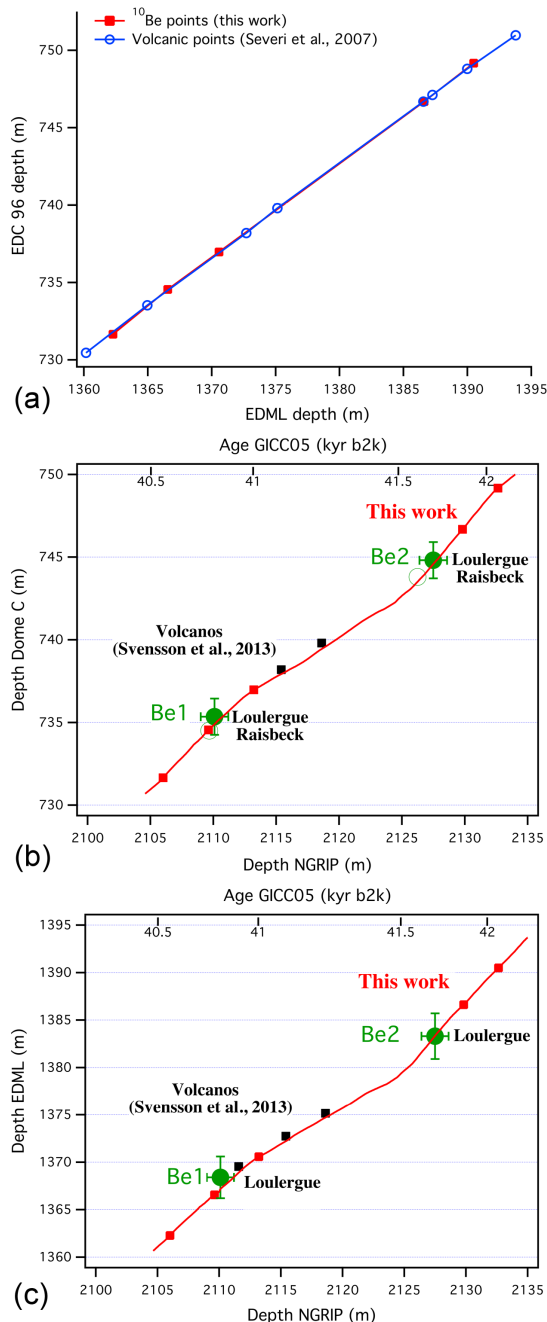 10Be points (this work)
Volcanic points (Severi et al., 2007)
750
745
740
735
730
EDC 96 depth (m)
1360
1365
1370
1375
1380
1385
1390
1395
EDML depth (m)
(a)
Age GICC05 (kyr b2k)
40.5
41
41.5
42
750
745
740
735
730
Depth Dome C (m)
This work
Be2
Loulergue
Raisbeck
Volcanos
(Svensson et al., 2013)
Be1
Loulergue
Raisbeck
2100
2105
2110
2115
2120
2125
2130
2135
Depth NGRIP (m)
(b)
Age GICC05 (kyr b2k)
40.5
41
41.5
42
1395
1390
1385
1380
1375
1370
1365
1360
Depth EDML (m)
This work
Be2
Loulergue
Volcanos
(Svensson et al., 2013)
Be1
Loulergue
2100
2105
2110
2115
2120
2125
2130
2135
Depth NGRIP (m)
(c)